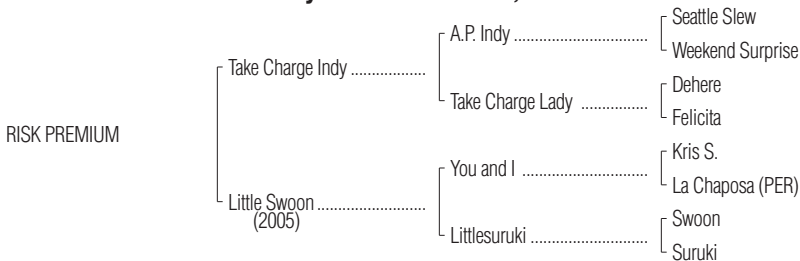 Seattle Slew
A.P. Indy ................................
Weekend Surprise
Take Charge Indy ..................
Dehere
Take Charge Lady ................
Felicita
RISK PREMIUM
Kris S.
You and I ..............................
La Chaposa (PER)
Little Swoon ..........................
(2005)
Swoon
Littlesuruki ............................
Suruki